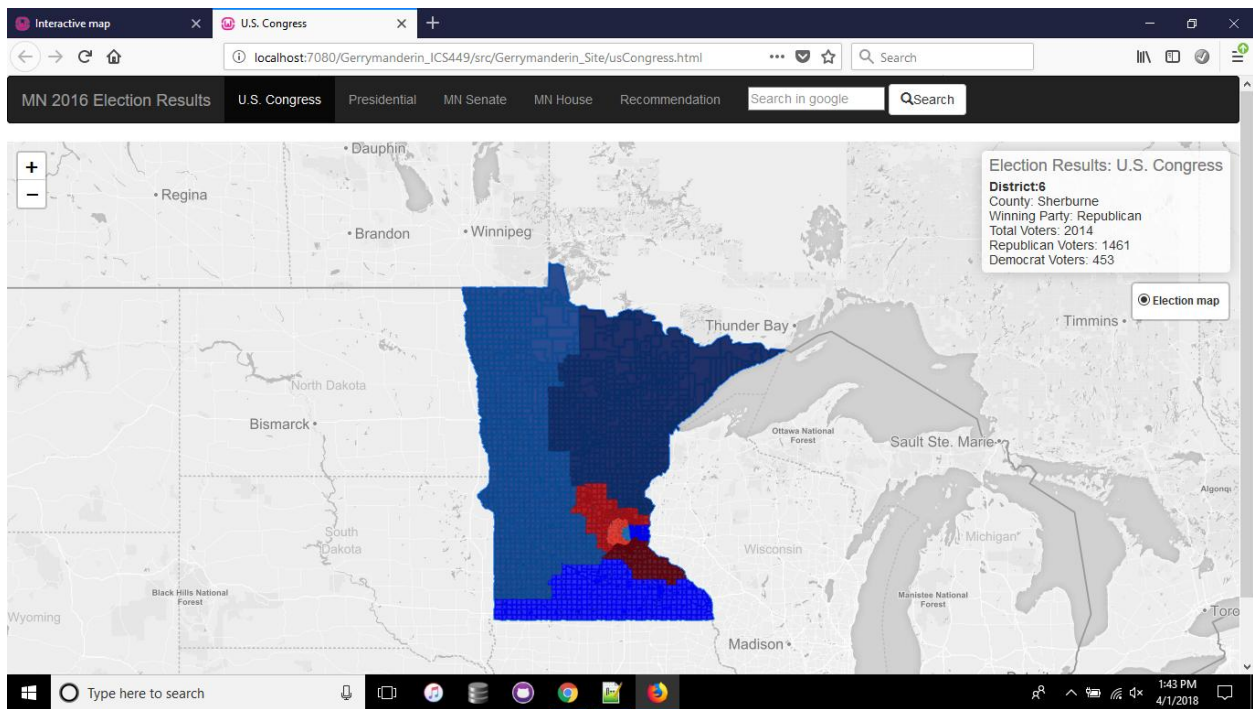 Interactive map
U.S. Congress
localhost:7080/Gerrymanderin_ICS449/src/Gerrymanderin_Site/usCongress.html
Search
MN 2016 Election Results
U.S. Congress
Presidential
MN Senate
MN House
Recommendation
Search in google
Search
+
−
Election Results: U.S. Congress
District:6
County: Sherburne
Winning Party: Republican
Total Voters: 2014
Republican Voters: 1461
Democrat Voters: 453
Election map
Dauphin
Regina
Brandon
Winnipeg
Thunder Bay
Timmins
North Dakota
Bismarck
Ottawa National
Forest
Sault Ste. Marie
Algonq
South
Dakota
Wisconsin
Michigan
Black Hills National
Forest
Manistee National
Forest
Wyoming
Toro
Madison
Type here to search
1:43 PM
4/1/2018